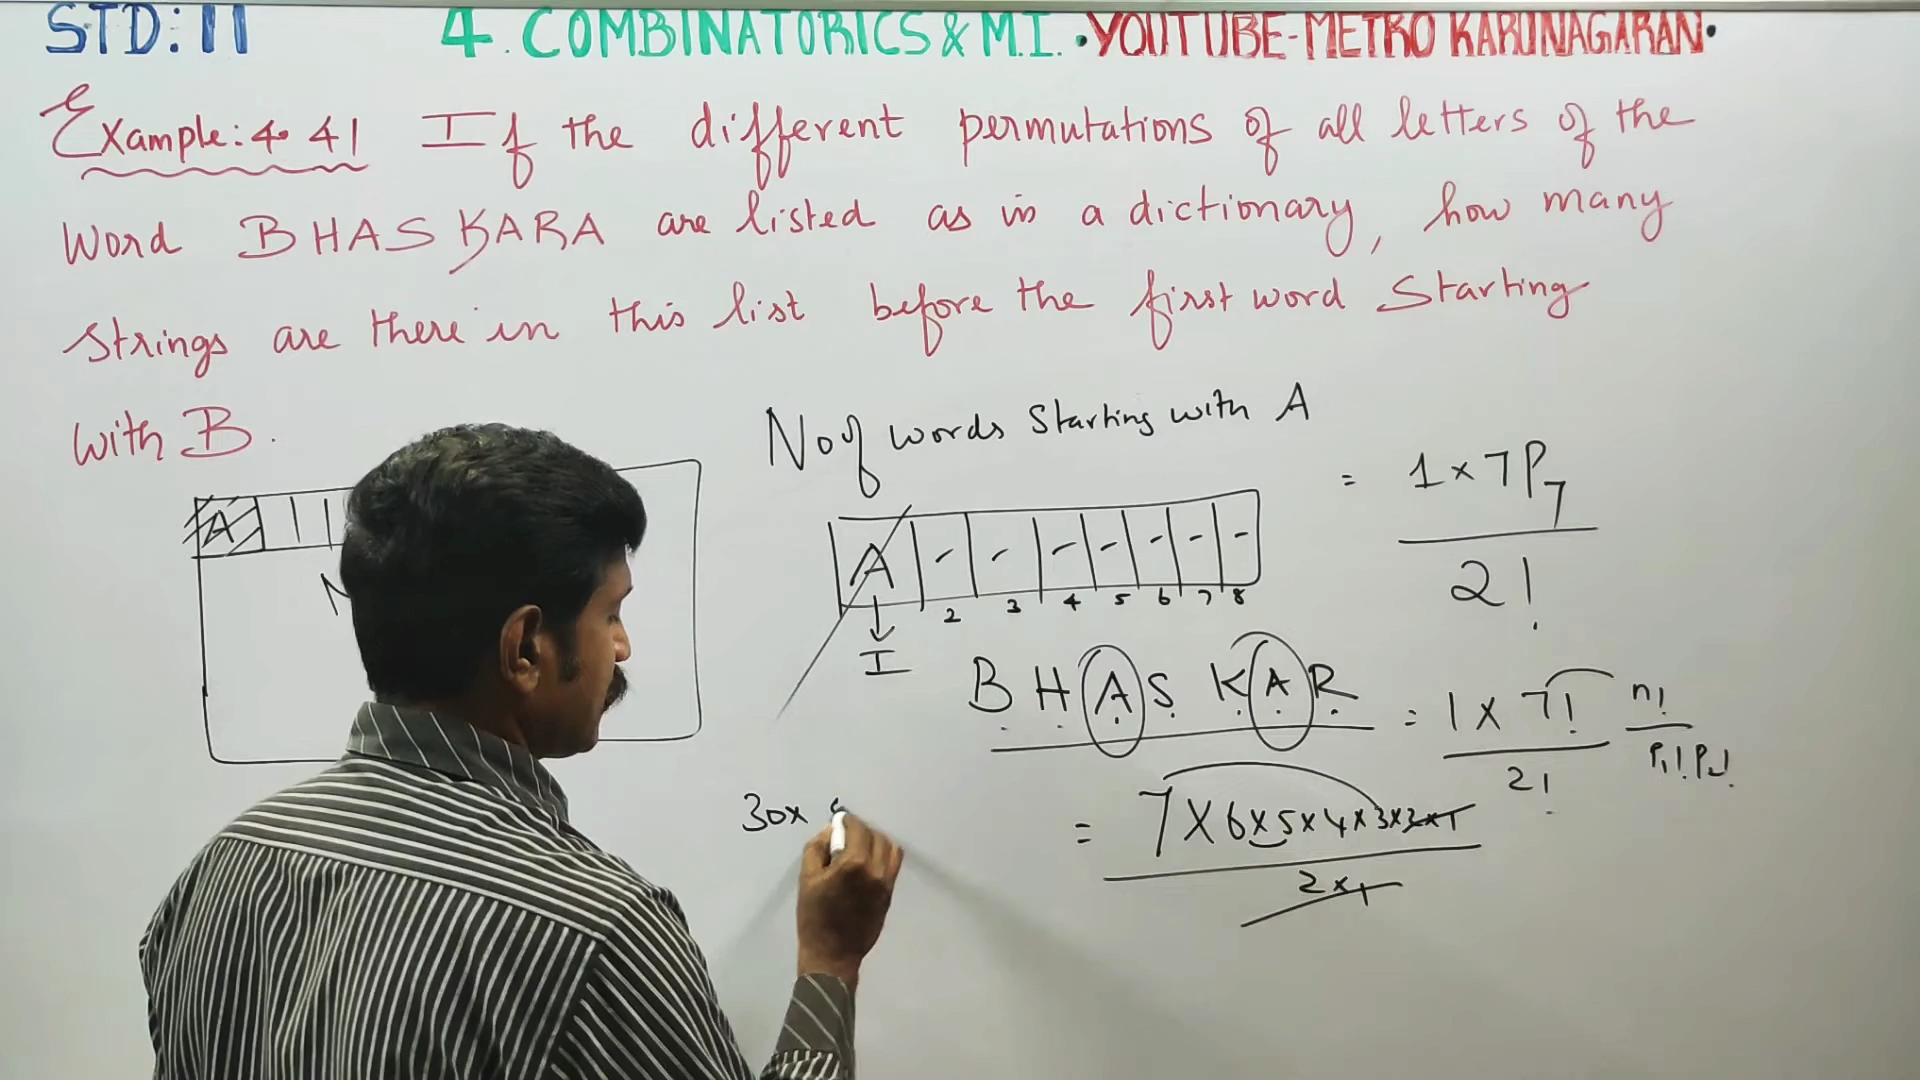 STD: 11 4. COMBINATORICS & M.I. • YOUTUBE-METRO KARUNAGARAN •
Example: 4.41 If the different permutations of all letters of the
word BHASKARA are listed as in a dictionary, how many
strings are there in this list before the first word starting
with B.
No of words starting with A
A
A - - - - - - -
2 3 4 5 6 7 8
I
= 1 × 7P7
2!
B H A S K A R
= 1 × 7!
2!
n!
P1! P2!
30×
= 7 × 6 × 5 × 4 × 3 × 2 × 1
2 × 1